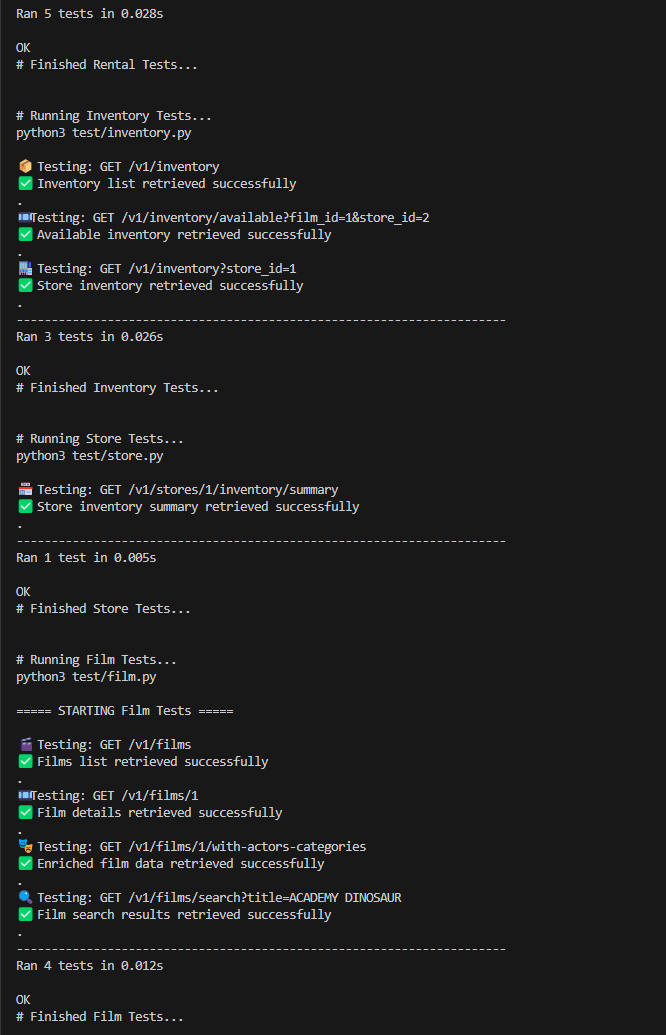 Ran 5 tests in 0.028s
OK
# Finished Rental Tests...
# Running Inventory Tests...
python3 test/inventory.py
📦 Testing: GET /v1/inventory
✅ Inventory list retrieved successfully
.
🎟️Testing: GET /v1/inventory/available?film_id=1&store_id=2
✅ Available inventory retrieved successfully
.
🏬 Testing: GET /v1/inventory?store_id=1
✅ Store inventory retrieved successfully
.
----------------------------------------------------------------------
Ran 3 tests in 0.026s
OK
# Finished Inventory Tests...
# Running Store Tests...
python3 test/store.py
🏪 Testing: GET /v1/stores/1/inventory/summary
✅ Store inventory summary retrieved successfully
.
----------------------------------------------------------------------
Ran 1 test in 0.005s
OK
# Finished Store Tests...
# Running Film Tests...
python3 test/film.py
===== STARTING Film Tests =====
🎬 Testing: GET /v1/films
✅ Films list retrieved successfully
.
🎟️Testing: GET /v1/films/1
✅ Film details retrieved successfully
.
🎭 Testing: GET /v1/films/1/with-actors-categories
✅ Enriched film data retrieved successfully
.
🔍 Testing: GET /v1/films/search?title=ACADEMY DINOSAUR
✅ Film search results retrieved successfully
.
----------------------------------------------------------------------
Ran 4 tests in 0.012s
OK
# Finished Film Tests...